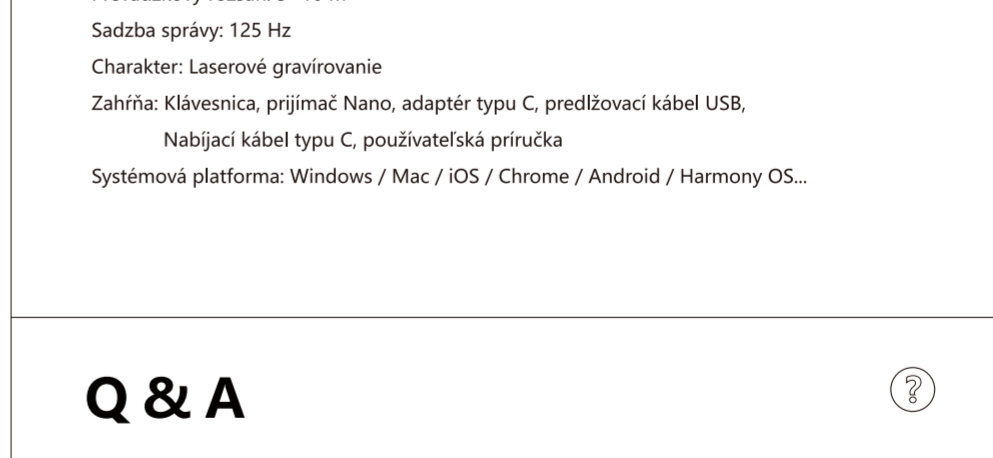 Sadzba správy: 125 Hz
Charakter: Laserové gravírovanie
Zahŕňa: Klávesnica, prijímač Nano, adaptér typu C, predlžovací kábel USB,
Nabíjací kábel typu C, používateľská príručka
Systémová platforma: Windows / Mac / iOS / Chrome / Android / Harmony OS...
Q & A
?